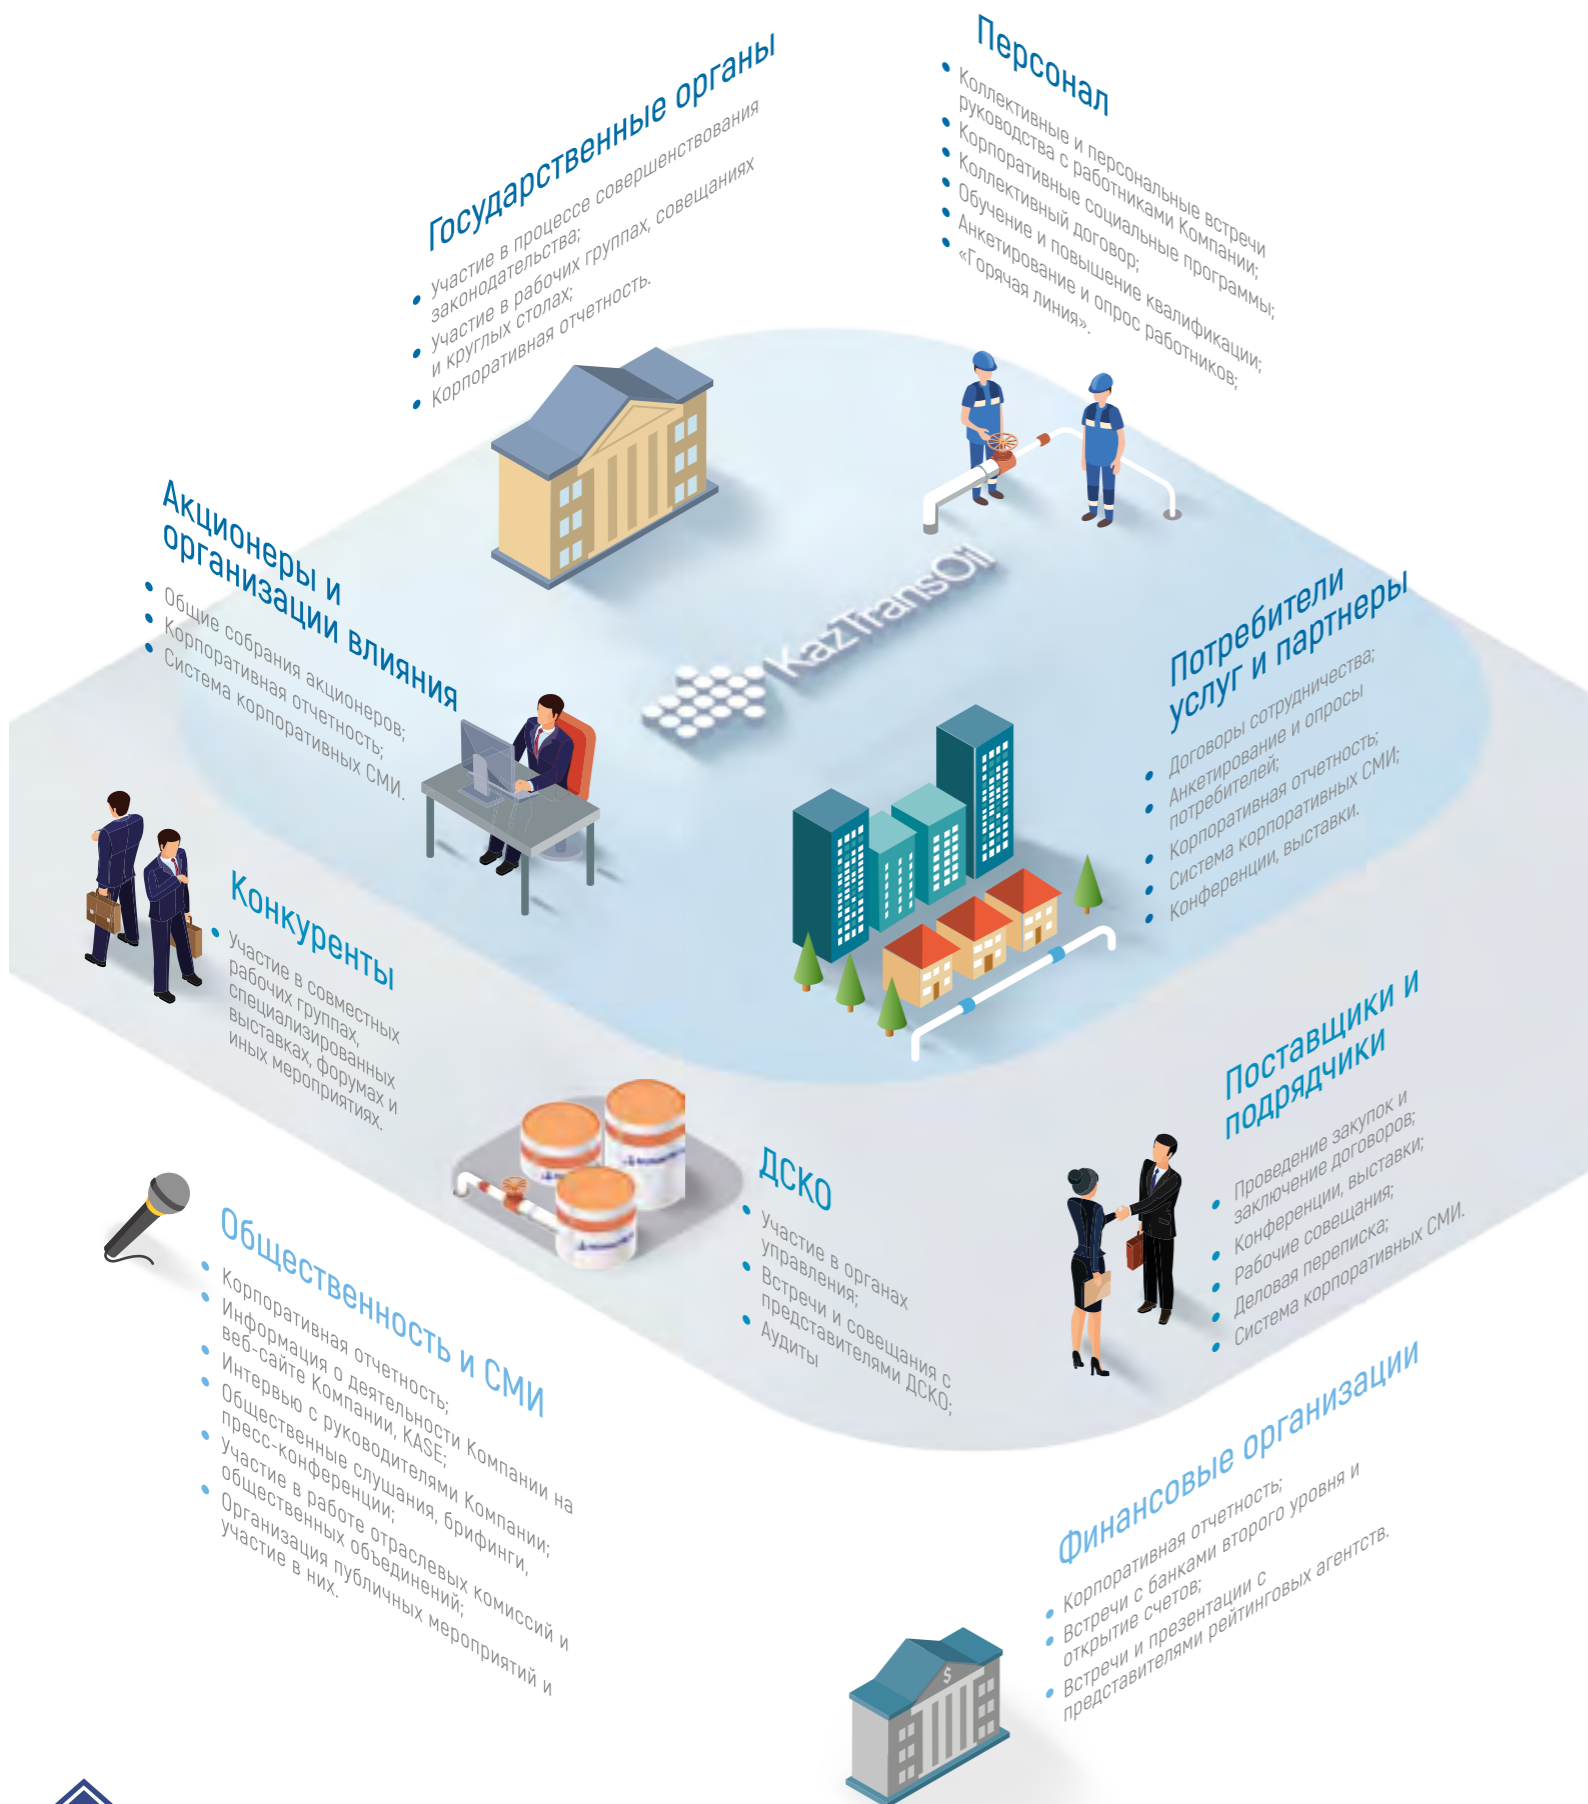 Государственные органы
Участие в процессе совершенствования
законодательства;
Участие в рабочих группах, совещаниях
и круглых столах;
Корпоративная отчетность.
Персонал
Коллективные и персональные встречи
руководства с работниками Компании;
Корпоративные социальные программы;
Коллективный договор;
Обучение и повышение квалификации;
Анкетирование и опрос работников;
«Горячая линия».
Акционеры и
организации влияния
Общие собрания акционеров;
Корпоративная отчетность;
Система корпоративных СМИ.
KazTransOil
Потребители
услуг и партнеры
Договоры сотрудничества;
Анкетирование и опросы
потребителей;
Корпоративная отчетность;
Система корпоративных СМИ;
Конференции, выставки.
Конкуренты
Участие в совместных
рабочих группах,
специализированных
выставках, форумах и
иных мероприятиях.
Поставщики и
подрядчики
Проведение закупок и
заключение договоров;
Конференции, выставки;
Рабочие совещания;
Деловая переписка;
Система корпоративных СМИ.
ДСКО
Участие в органах
управления;
Встречи и совещания с
представителями ДСКО;
Аудиты
Общественность и СМИ
Корпоративная отчетность;
Информация о деятельности Компании на
веб-сайте Компании, KASE;
Интервью с руководителями Компании;
Общественные слушания, брифинги,
пресс-конференции;
Участие в работе отраслевых комиссий и
общественных объединений;
Организация публичных мероприятий и
участие в них.
Финансовые организации
Корпоративная отчетность;
Встречи с банками второго уровня и
открытие счетов;
Встречи и презентации с
представителями рейтинговых агентств.
$